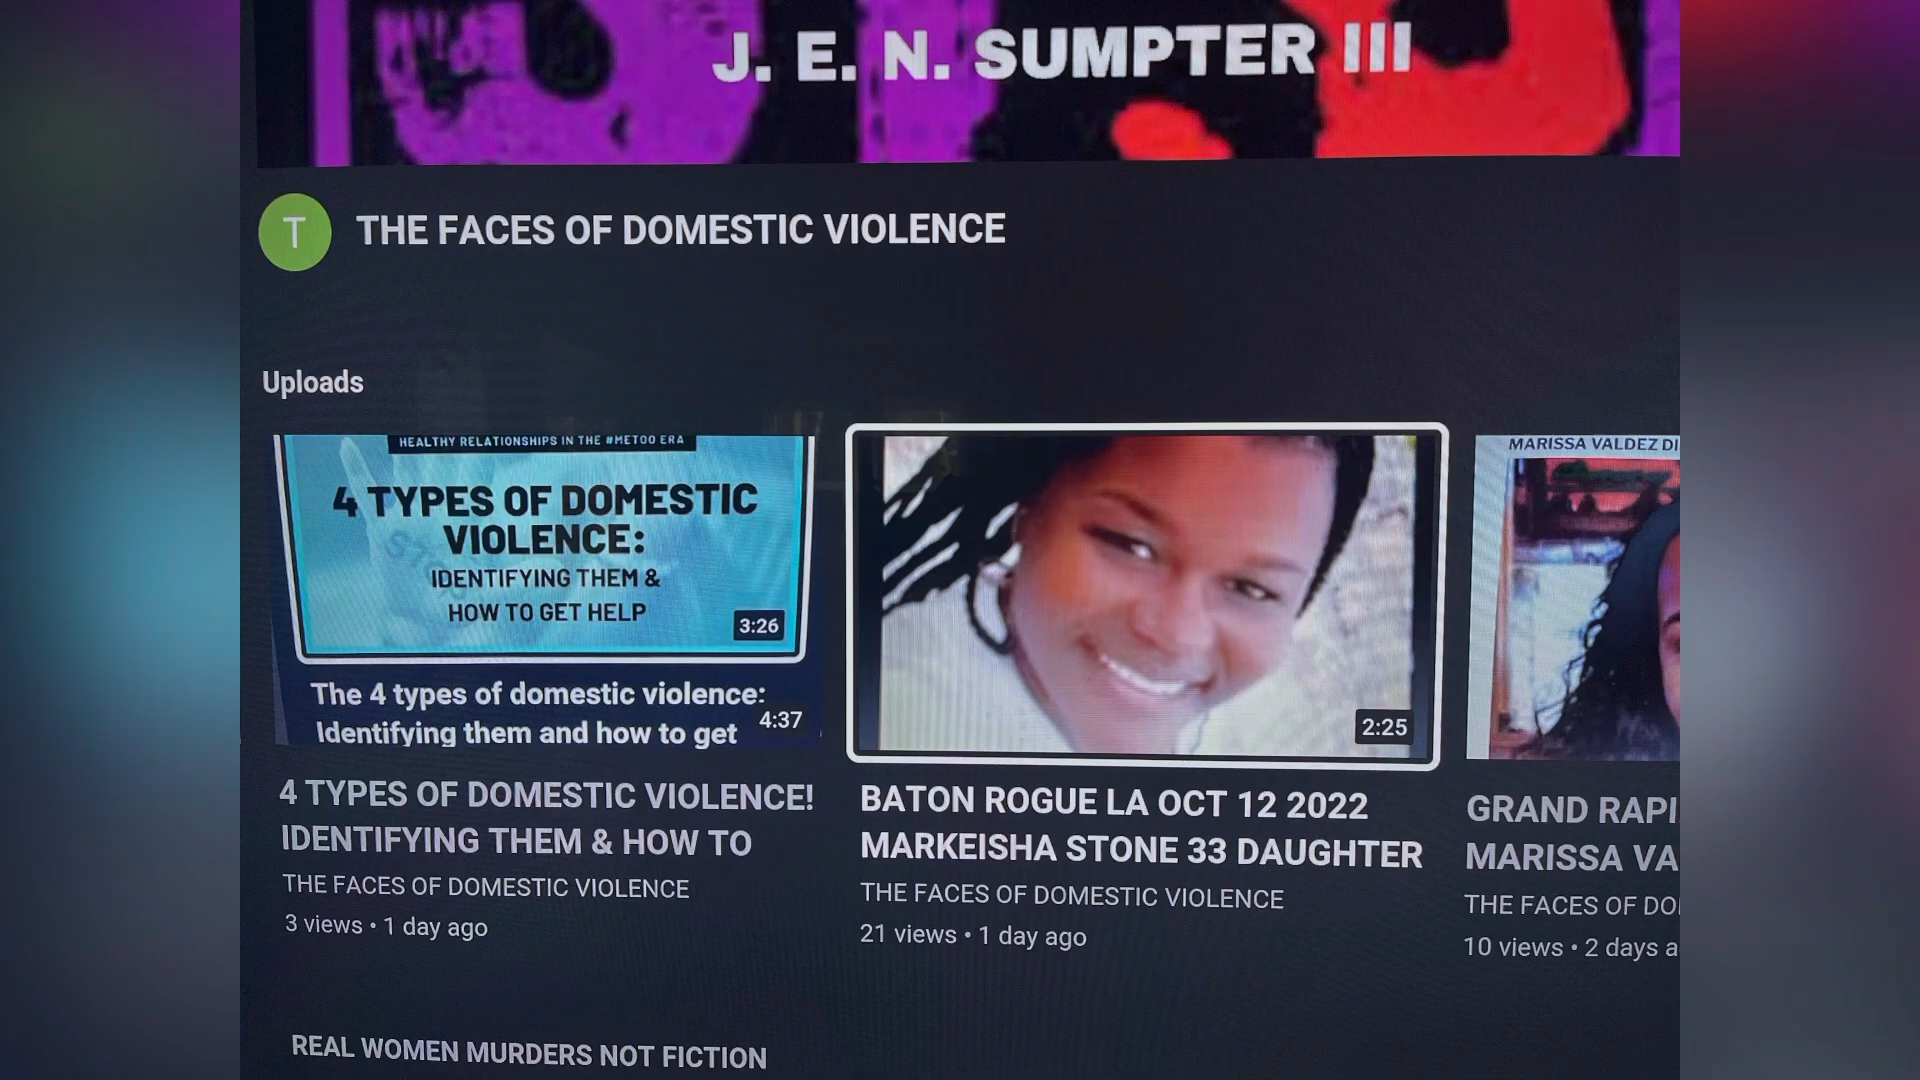 J. E. N. SUMPTER III
T
THE FACES OF DOMESTIC VIOLENCE
Uploads
HEALTHY RELATIONSHIPS IN THE #METOO ERA
4 TYPES OF DOMESTIC
VIOLENCE:
IDENTIFYING THEM &
HOW TO GET HELP
3:26
The 4 types of domestic violence:
Identifying them and how to get
4:37
4 TYPES OF DOMESTIC VIOLENCE!
IDENTIFYING THEM & HOW TO
THE FACES OF DOMESTIC VIOLENCE
3 views • 1 day ago
2:25
BATON ROGUE LA OCT 12 2022
MARKEISHA STONE 33 DAUGHTER
THE FACES OF DOMESTIC VIOLENCE
21 views • 1 day ago
MARISSA VALDEZ DI
GRAND RAPI
MARISSA VA
THE FACES OF DO
10 views • 2 days a
REAL WOMEN MURDERS NOT FICTION